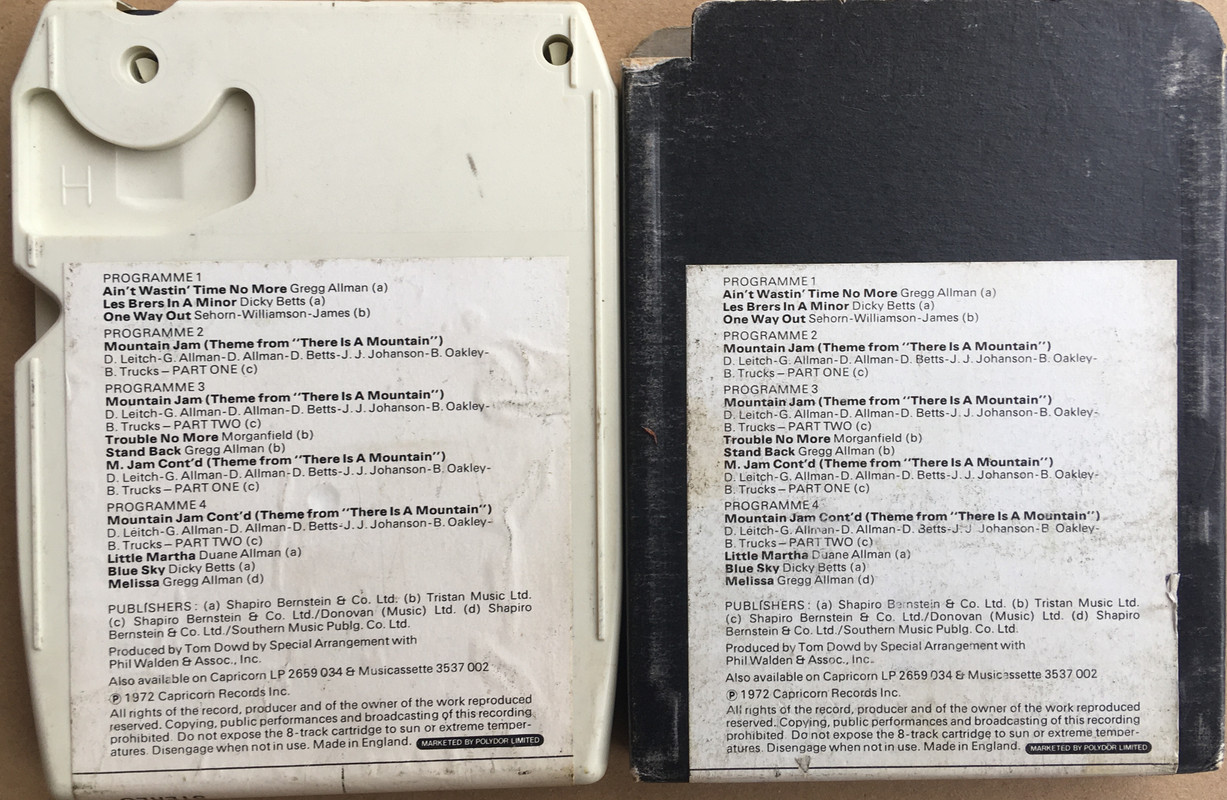 H
PROGRAMME 1
Ain't Wastin' Time No More Gregg Allman (a)
Les Brers In A Minor Dicky Betts (a)
One Way Out Sehorn-Williamson-James (b)
PROGRAMME 2
Mountain Jam (Theme from "There Is A Mountain")
D. Leitch-G. Allman-D. Allman-D. Betts-J. J. Johanson-B. Oakley-
B. Trucks – PART ONE (c)
PROGRAMME 3
Mountain Jam (Theme from "There Is A Mountain")
D. Leitch-G. Allman-D. Allman-D. Betts-J. J. Johanson-B. Oakley-
B. Trucks – PART TWO (c)
Trouble No More Morganfield (b)
Stand Back Gregg Allman (b)
M. Jam Cont'd (Theme from "There Is A Mountain")
D. Leitch-G. Allman-D. Allman-D. Betts-J. J. Johanson-B. Oakley-
B. Trucks – PART ONE (c)
PROGRAMME 4
Mountain Jam Cont'd (Theme from "There Is A Mountain")
D. Leitch-G. Allman-D. Allman-D. Betts-J. J. Johanson-B. Oakley-
B. Trucks – PART TWO (c)
Little Martha Duane Allman (a)
Blue Sky Dicky Betts (a)
Melissa Gregg Allman (d)
PUBLISHERS: (a) Shapiro Bernstein & Co. Ltd. (b) Tristan Music Ltd.
(c) Shapiro Bernstein & Co. Ltd./Donovan (Music) Ltd. (d) Shapiro
Bernstein & Co. Ltd./Southern Music Publg. Co. Ltd.
Produced by Tom Dowd by Special Arrangement with
Phil Walden & Assoc., Inc.
Also available on Capricorn LP 2659 034 & Musicassette 3537 002
Ⓟ 1972 Capricorn Records Inc.
All rights of the record, producer and of the owner of the work reproduced
reserved. Copying, public performances and broadcasting of this recording
prohibited. Do not expose the 8-track cartridge to sun or extreme temper-
atures. Disengage when not in use. Made in England. MARKETED BY POLYDOR LIMITED
STEREO
PROGRAMME 1
Ain't Wastin' Time No More Gregg Allman (a)
Les Brers In A Minor Dicky Betts (a)
One Way Out Sehorn-Williamson-James (b)
PROGRAMME 2
Mountain Jam (Theme from "There Is A Mountain")
D. Leitch-G. Allman-D. Allman-D. Betts-J. J. Johanson-B. Oakley-
B. Trucks – PART ONE (c)
PROGRAMME 3
Mountain Jam (Theme from "There Is A Mountain")
D. Leitch-G. Allman-D. Allman-D. Betts-J. J. Johanson-B. Oakley-
B. Trucks – PART TWO (c)
Trouble No More Morganfield (b)
Stand Back Gregg Allman (b)
M. Jam Cont'd (Theme from "There Is A Mountain")
D. Leitch-G. Allman-D. Allman-D. Betts-J. J. Johanson-B. Oakley-
B. Trucks – PART ONE (c)
PROGRAMME 4
Mountain Jam Cont'd (Theme from "There Is A Mountain")
D. Leitch-G. Allman-D. Allman-D. Betts-J. J. Johanson-B. Oakley-
B. Trucks – PART TWO (c)
Little Martha Duane Allman (a)
Blue Sky Dicky Betts (a)
Melissa Gregg Allman (d)
PUBLISHERS: (a) Shapiro Bernstein & Co. Ltd. (b) Tristan Music Ltd.
(c) Shapiro Bernstein & Co. Ltd./Donovan (Music) Ltd. (d) Shapiro
Bernstein & Co. Ltd./Southern Music Publg. Co. Ltd.
Produced by Tom Dowd by Special Arrangement with
Phil Walden & Assoc., Inc.
Also available on Capricorn LP 2659 034 & Musicassette 3537 002
Ⓟ 1972 Capricorn Records Inc.
All rights of the record, producer and of the owner of the work reproduced
reserved. Copying, public performances and broadcasting of this recording
prohibited. Do not expose the 8-track cartridge to sun or extreme temper-
atures. Disengage when not in use. Made in England. MARKETED BY POLYDOR LIMITED